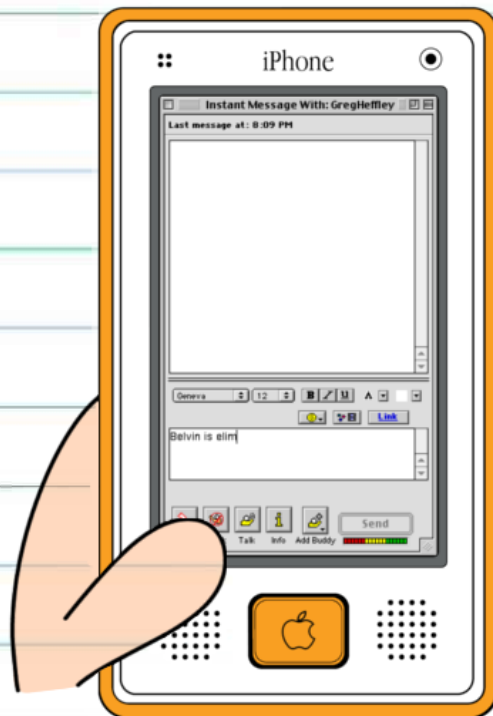 iPhone
Instant Message With: GregHeffley
Last message at: 8:09 PM
Geneva 12 B I U A
Link
Belvin is elim
Talk Info Add Buddy Send